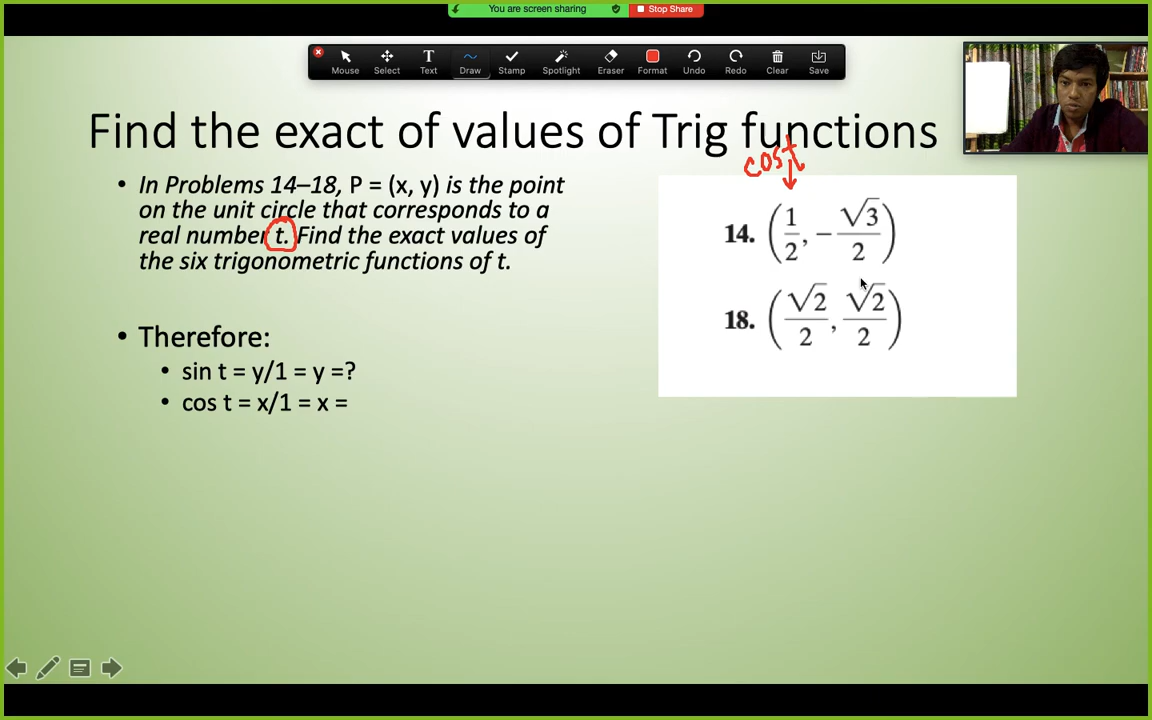 You are screen sharing Stop Share
Mouse Select Text Draw Stamp Spotlight Eraser Format Undo Redo Clear Save
Find the exact of values of Trig functions
cost
• In Problems 14–18, P = (x, y) is the point
on the unit circle that corresponds to a
real number t. Find the exact values of
the six trigonometric functions of t.
14. (1/2, −√3/2)
18. (√2/2, √2/2)
• Therefore:
• sin t = y/1 = y =?
• cos t = x/1 = x =